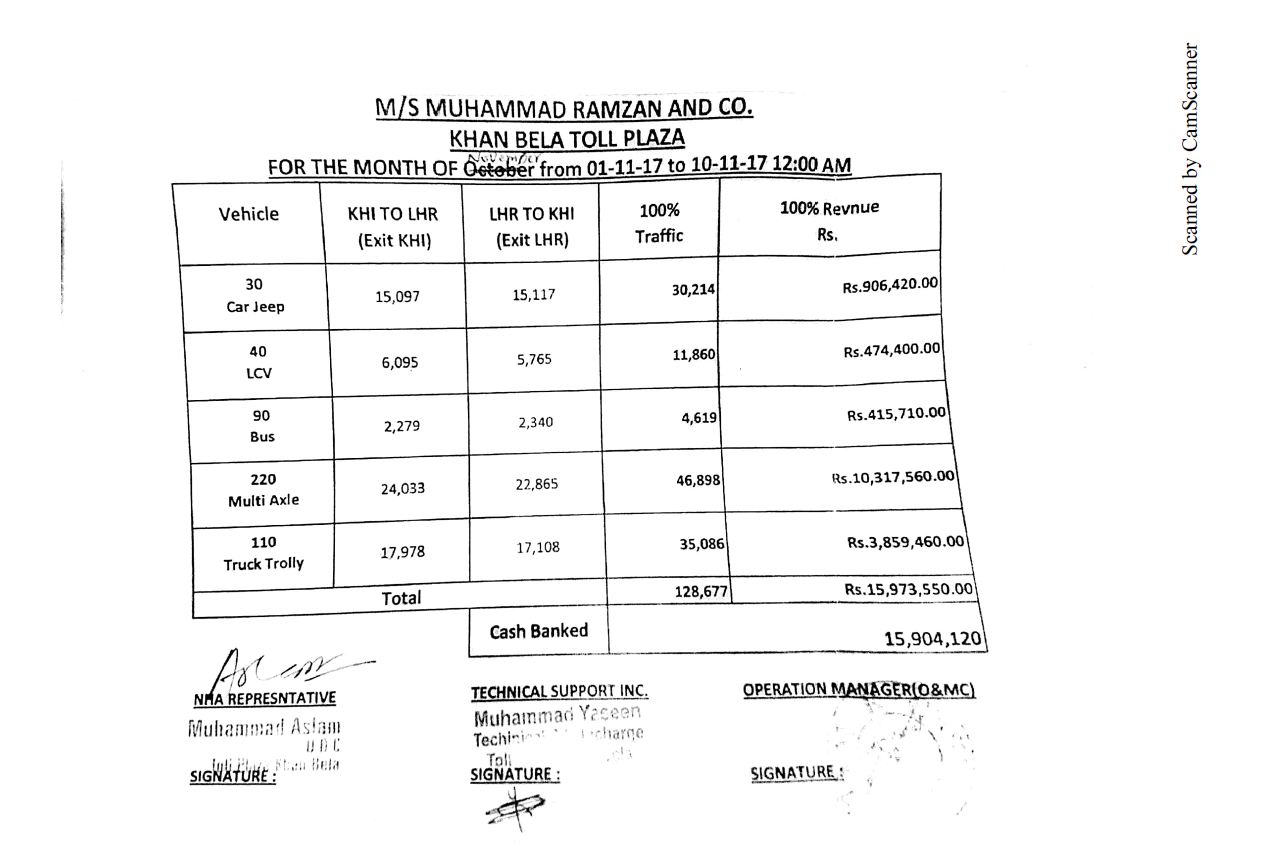 Scanned by CamScanner
M/S MUHAMMAD RAMZAN AND CO.
KHAN BELA TOLL PLAZA
November
FOR THE MONTH OF October from 01-11-17 to 10-11-17 12:00 AM
Vehicle KHI TO LHR (Exit KHI) LHR TO KHI (Exit LHR) 100% Traffic 100% Revnue Rs.
30 Car Jeep 15,097 15,117 30,214 Rs.906,420.00
40 LCV 6,095 5,765 11,860 Rs.474,400.00
90 Bus 2,279 2,340 4,619 Rs.415,710.00
220 Multi Axle 24,033 22,865 46,898 Rs.10,317,560.00
110 Truck Trolly 17,978 17,108 35,086 Rs.3,859,460.00
Total 128,677 Rs.15,973,550.00
Cash Banked 15,904,120
NHA REPRESNTATIVE TECHNICAL SUPPORT INC. OPERATION MANAGER(O&MC)
Muhammad Aslam Muhammad Yaseen
U D C
Toll Khan Bela Toll
SIGNATURE : SIGNATURE : SIGNATURE :